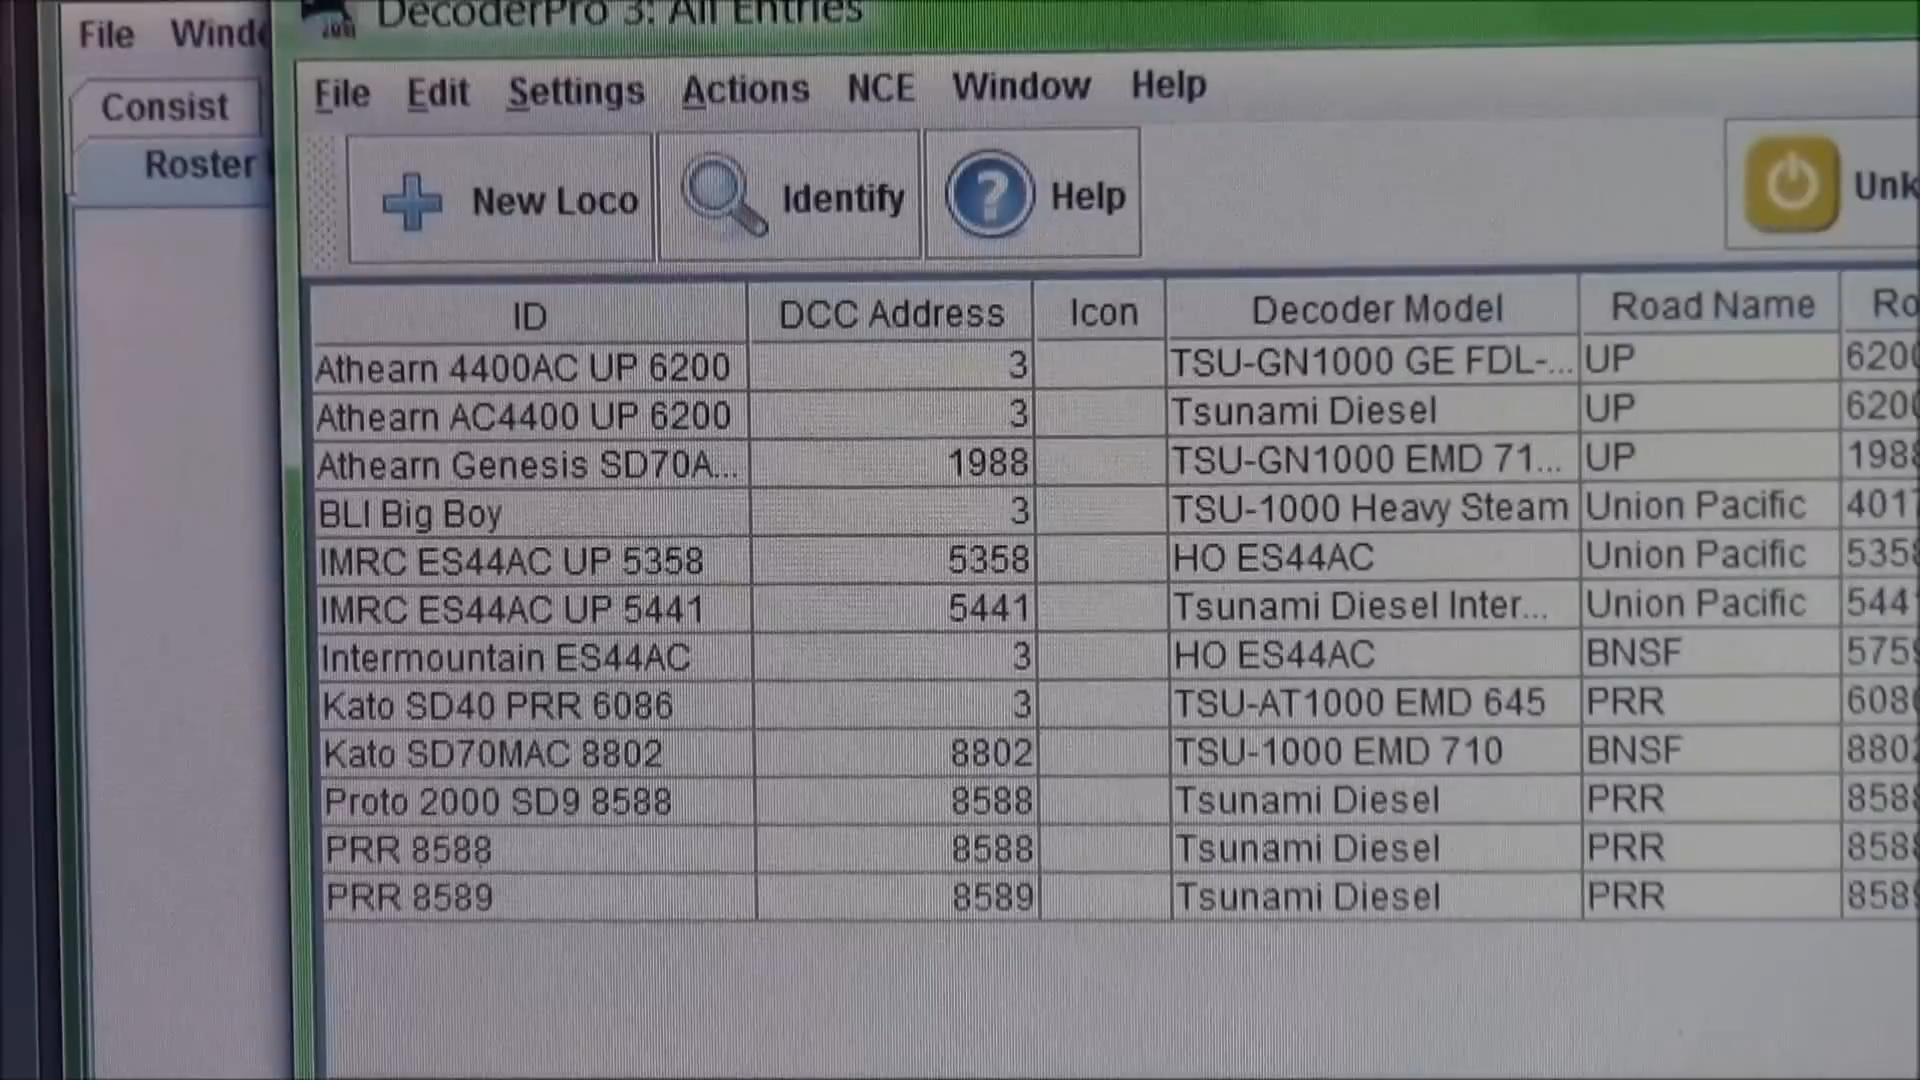 DecoderPro 3: All Entries
File Wind
File Edit Settings Actions NCE Window Help
Consist
Roster
New Loco Identify Help Unk
ID DCC Address Icon Decoder Model Road Name Ro
Athearn 4400AC UP 6200 3 TSU-GN1000 GE FDL-... UP 620
Athearn AC4400 UP 6200 3 Tsunami Diesel UP 620
Athearn Genesis SD70A... 1988 TSU-GN1000 EMD 71... UP 198
BLI Big Boy 3 TSU-1000 Heavy Steam Union Pacific 401
IMRC ES44AC UP 5358 5358 HO ES44AC Union Pacific 535
IMRC ES44AC UP 5441 5441 Tsunami Diesel Inter... Union Pacific 544
Intermountain ES44AC 3 HO ES44AC BNSF 575
Kato SD40 PRR 6086 3 TSU-AT1000 EMD 645 PRR 608
Kato SD70MAC 8802 8802 TSU-1000 EMD 710 BNSF 880
Proto 2000 SD9 8588 8588 Tsunami Diesel PRR 858
PRR 8588 8588 Tsunami Diesel PRR 858
PRR 8589 8589 Tsunami Diesel PRR 858